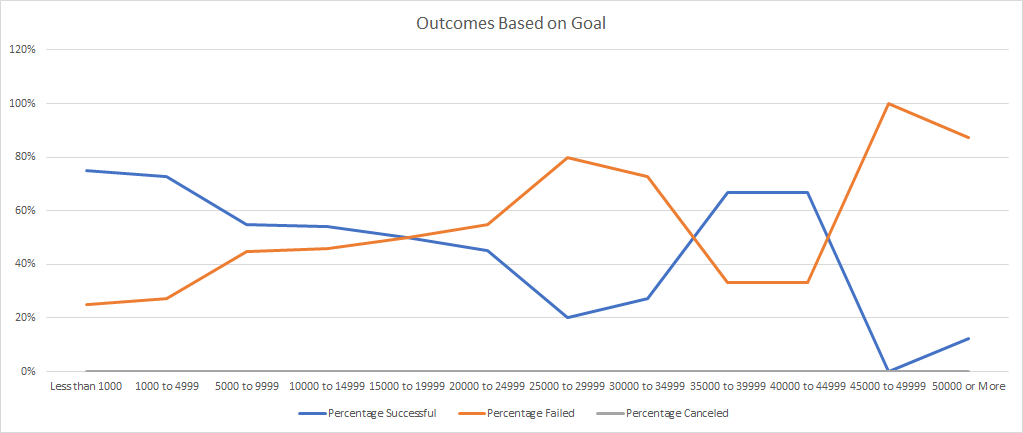 Outcomes Based on Goal
120%
100%
80%
60%
40%
20%
0%
Less than 1000 1000 to 4999 5000 to 9999 10000 to 14999 15000 to 19999 20000 to 24999 25000 to 29999 30000 to 34999 35000 to 39999 40000 to 44999 45000 to 49999 50000 or More
Percentage Successful Percentage Failed Percentage Canceled